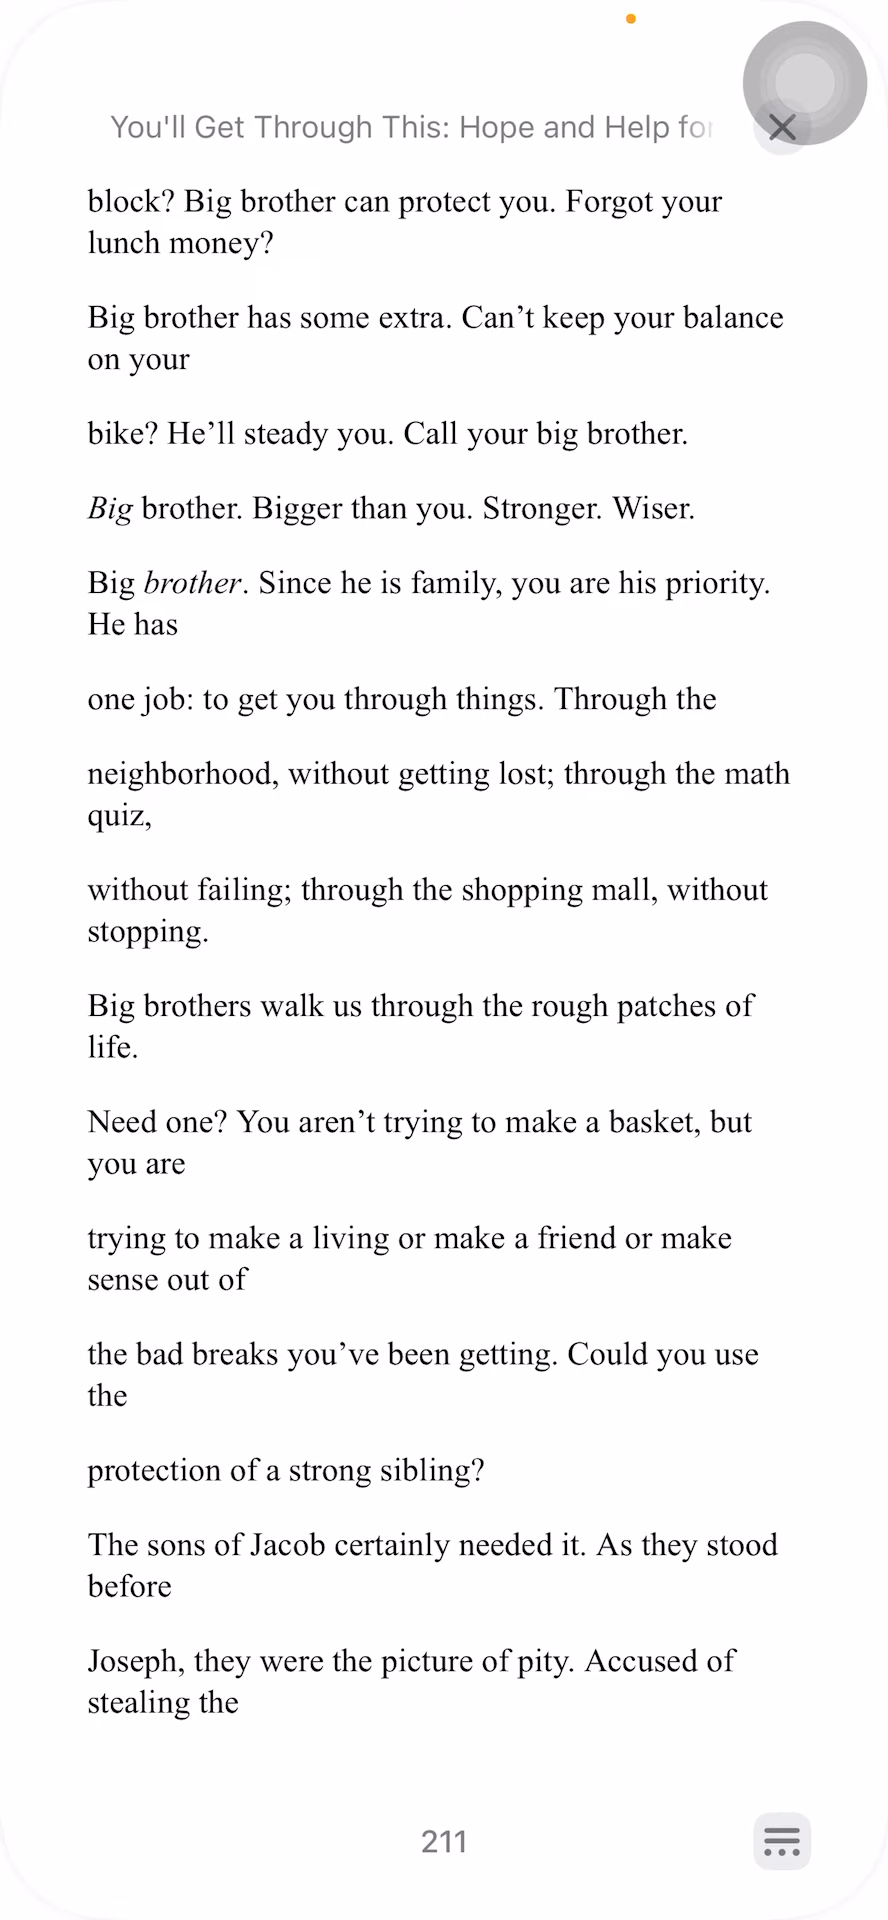 You'll Get Through This: Hope and Help for
block? Big brother can protect you. Forgot your
lunch money?
Big brother has some extra. Can’t keep your balance
on your
bike? He’ll steady you. Call your big brother.
Big brother. Bigger than you. Stronger. Wiser.
Big brother. Since he is family, you are his priority.
He has
one job: to get you through things. Through the
neighborhood, without getting lost; through the math
quiz,
without failing; through the shopping mall, without
stopping.
Big brothers walk us through the rough patches of
life.
Need one? You aren’t trying to make a basket, but
you are
trying to make a living or make a friend or make
sense out of
the bad breaks you’ve been getting. Could you use
the
protection of a strong sibling?
The sons of Jacob certainly needed it. As they stood
before
Joseph, they were the picture of pity. Accused of
stealing the
211